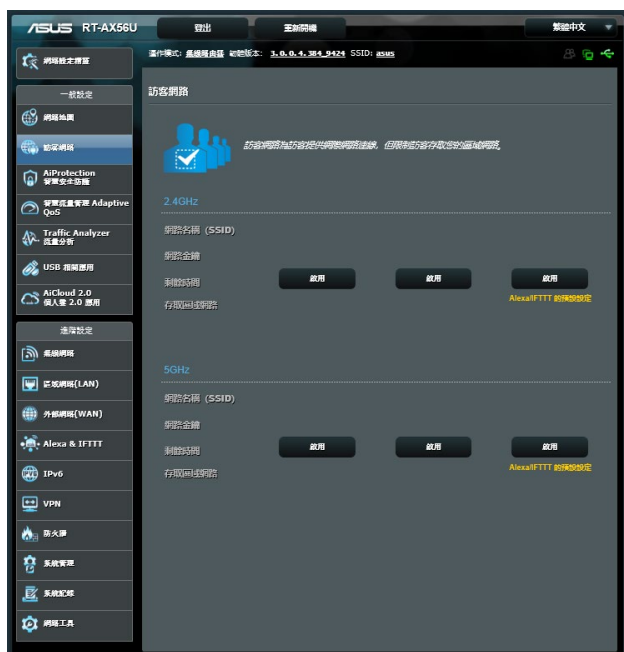 ASUS RT-AX56U 登出 重新開機 繁體中文
運作模式: 無線路由器 韌體版本: 3.0.0.4.384_9424 SSID: asus
網路設定精靈
一般設定
網路地圖
訪客網路
AiProtection
智慧安全防護
智慧流量管理 Adaptive
QoS
Traffic Analyzer
流量分析
USB 相關應用
AiCloud 2.0
個人雲 2.0 應用
進階設定
無線網路
區域網路(LAN)
外部網路(WAN)
Alexa & IFTTT
IPv6
VPN
防火牆
系統管理
系統記錄
網路工具
訪客網路
訪客網路為訪客提供網際網路連線，但限制訪客存取您的區域網路。
2.4GHz
網路名稱 (SSID)
網路金鑰
剩餘時間
啟用 啟用 啟用
存取區域網路
Alexa/IFTTT 的預設設定
5GHz
網路名稱 (SSID)
網路金鑰
剩餘時間
啟用 啟用 啟用
存取區域網路
Alexa/IFTTT 的預設設定